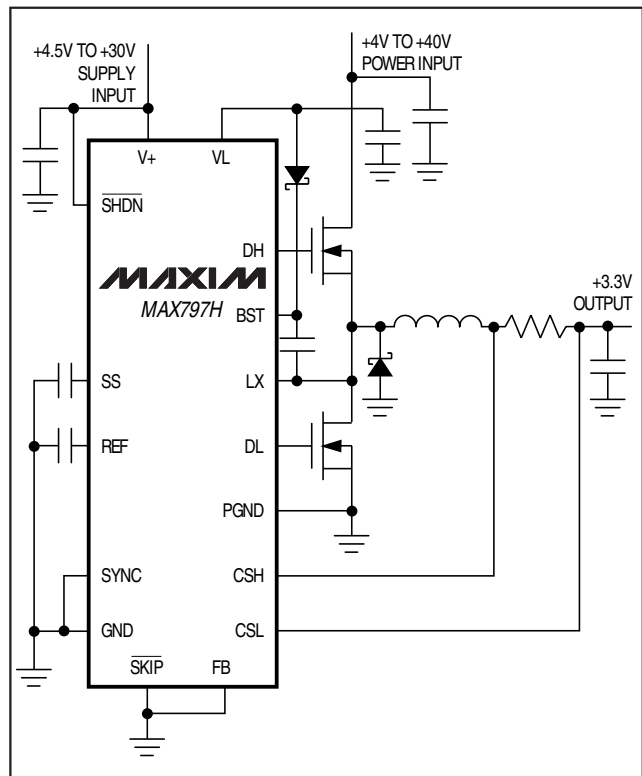 +4.5V TO +30V
SUPPLY
INPUT
+4V TO +40V
POWER INPUT
V+
VL
SHDN
DH
MAXIM
MAX797H
BST
+3.3V
OUTPUT
SS
LX
REF
DL
PGND
SYNC
CSH
GND
CSL
SKIP
FB